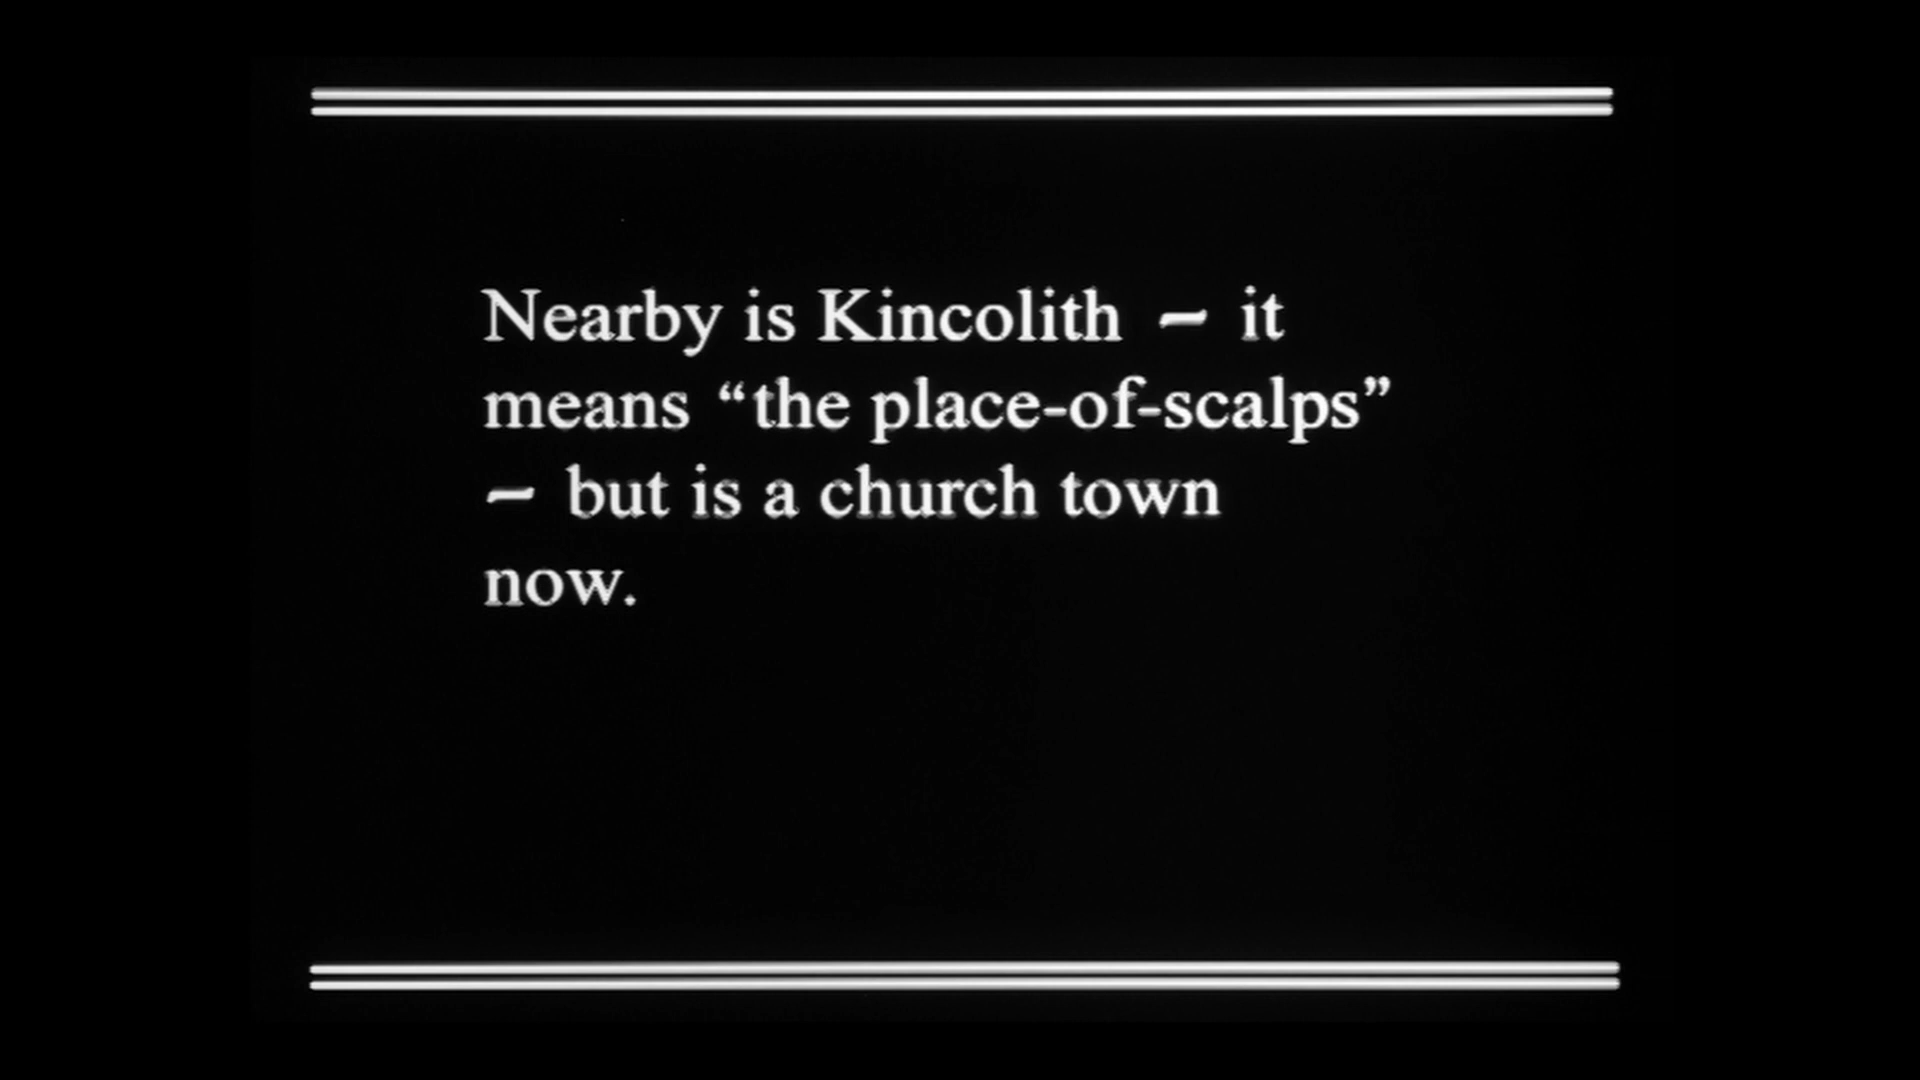 Nearby is Kincolith — it
means “the place-of-scalps”
— but is a church town
now.